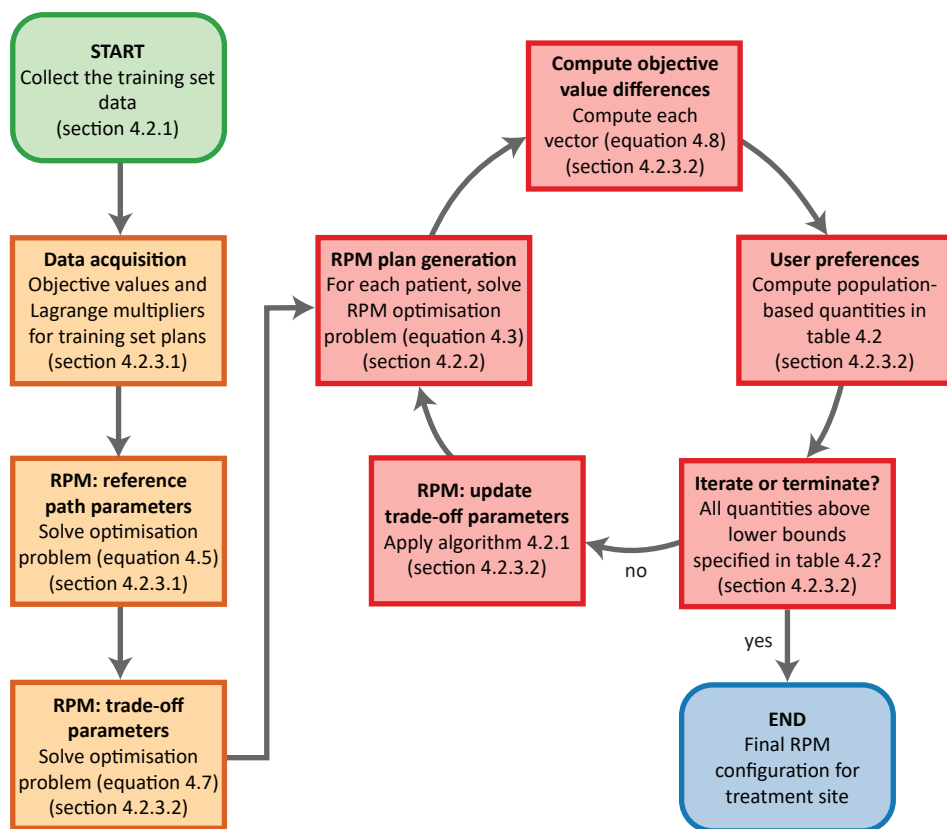 START
Collect the training set
data
(section 4.2.1)
Data acquisition
Objective values and
Lagrange multipliers
for training set plans
(section 4.2.3.1)
RPM: reference
path parameters
Solve optimisation
problem (equation 4.5)
(section 4.2.3.1)
RPM: trade-off
parameters
Solve optimisation
problem (equation 4.7)
(section 4.2.3.2)
RPM plan generation
For each patient, solve
RPM optimisation
problem (equation 4.3)
(section 4.2.2)
Compute objective
value differences
Compute each
vector (equation 4.8)
(section 4.2.3.2)
User preferences
Compute population-
based quantities in
table 4.2
(section 4.2.3.2)
Iterate or terminate?
All quantities above
lower bounds
specified in table 4.2?
(section 4.2.3.2)
no
RPM: update
trade-off parameters
Apply algorithm 4.2.1
(section 4.2.3.2)
yes
END
Final RPM
configuration for
treatment site